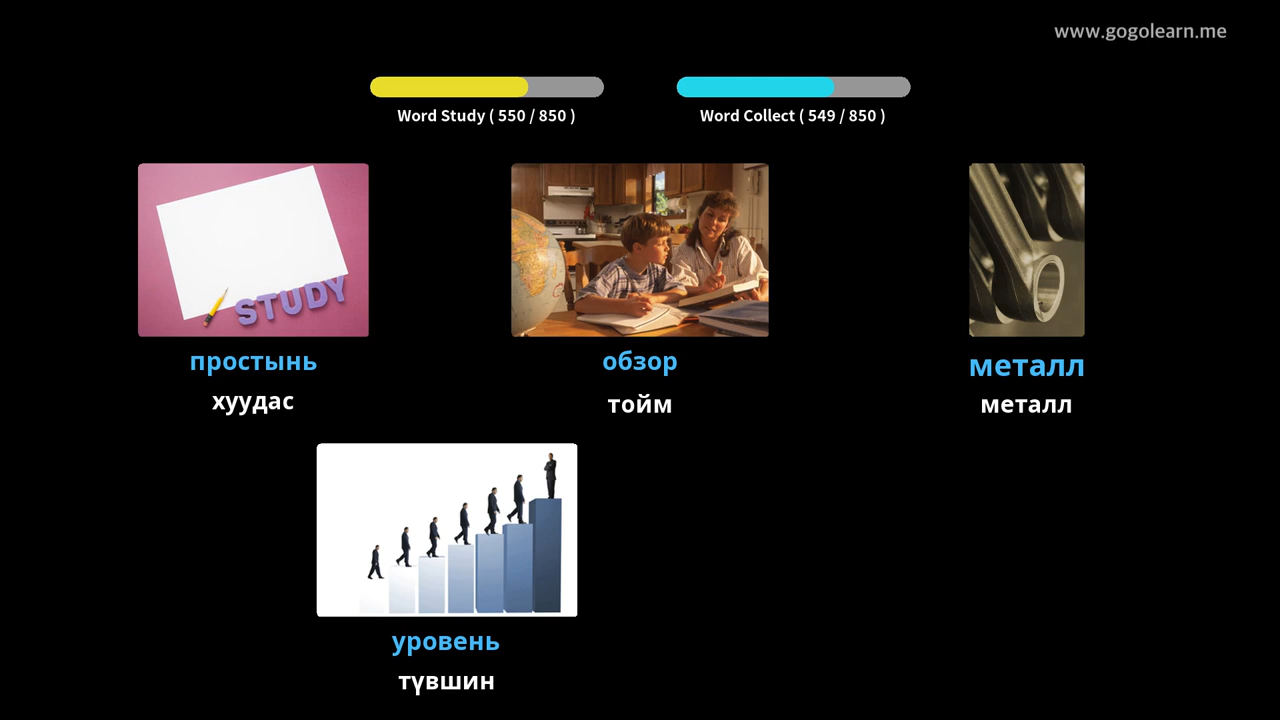 www.gogolearn.me
Word Study ( 550 / 850 )
Word Collect ( 549 / 850 )
STUDY
простынь
хуудас
обзор
тойм
металл
металл
уровень
түвшин